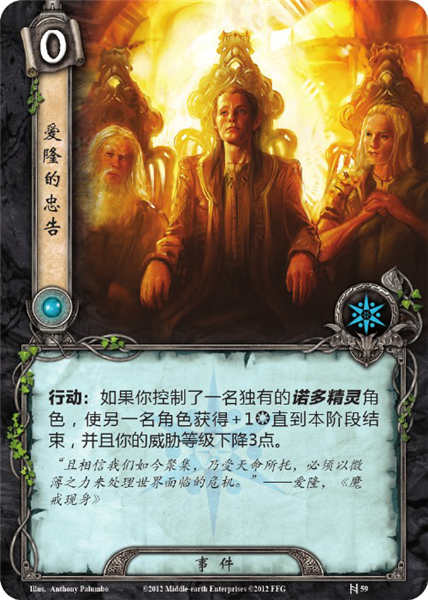 0
爱隆的忠告
行动：如果你控制了一名独有的诺多精灵角
色，使另一名角色获得+1直到本阶段结
束，并且你的威胁等级下降3点。
“且相信我们如今聚集，乃受天命所托，必须以微
薄之力来处理世界面临的危机。”——爱隆，《魔
戒现身》
事件
Illus. Anthony Palumbo ©2012 Middle-earth Enterprises ©2012 FFG 59